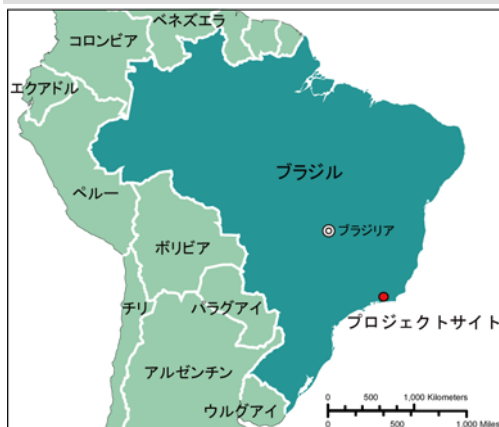 ベネズエラ
コロンビア
エクアドル
ペルー
ブラジル
ブラジリア
ボリビア
チリ
パラグアイ
プロジェクトサイト
アルゼンチン
ウルグアイ
0 500 1,000 Kilometers
0 500 1,000 Miles